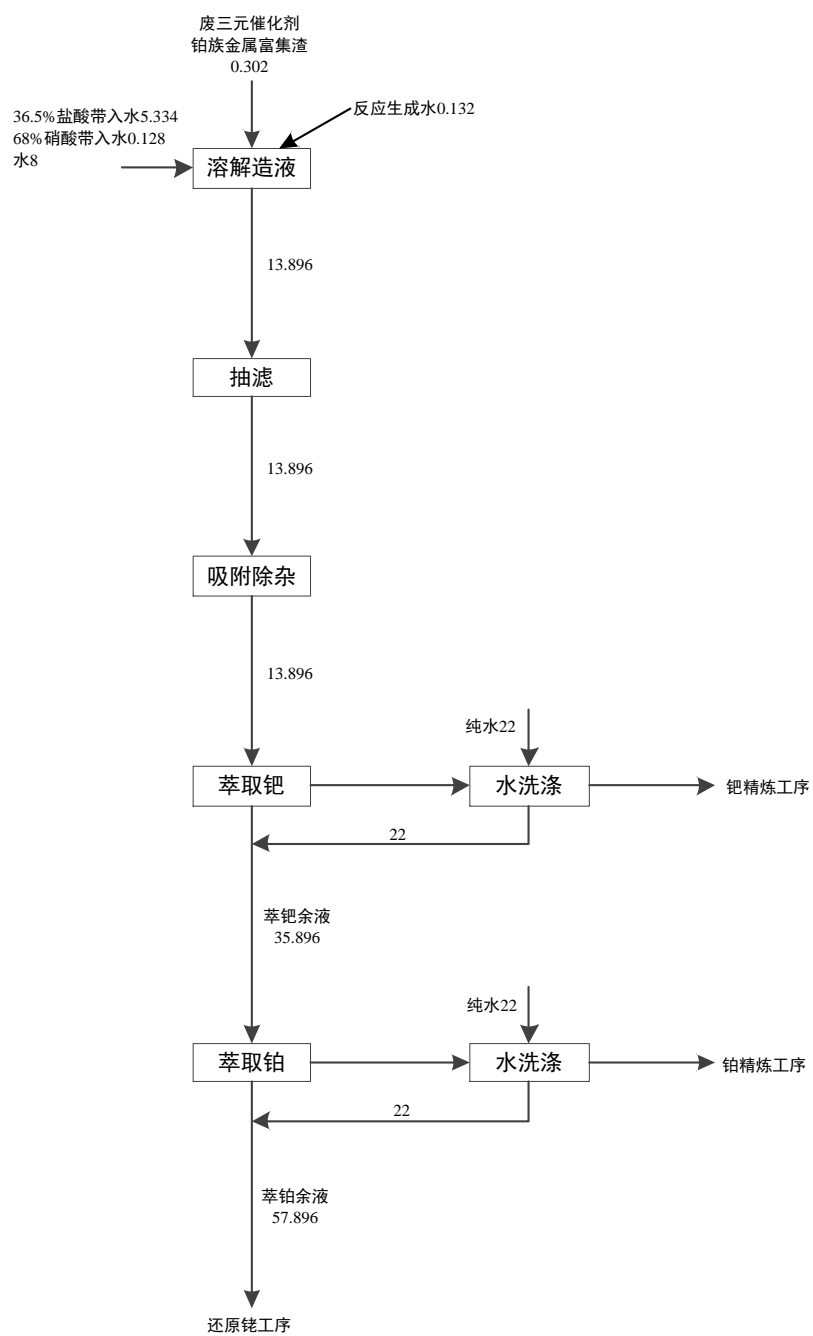 废三元催化剂
铂族金属富集渣
0.302
36.5%盐酸带入水5.334
68%硝酸带入水0.128
水8
反应生成水0.132
溶解造液
13.896
抽滤
13.896
吸附除杂
13.896
纯水22
萃取钯
水洗涤
钯精炼工序
22
萃钯余液
35.896
纯水22
萃取铂
水洗涤
铂精炼工序
22
萃铂余液
57.896
还原铑工序